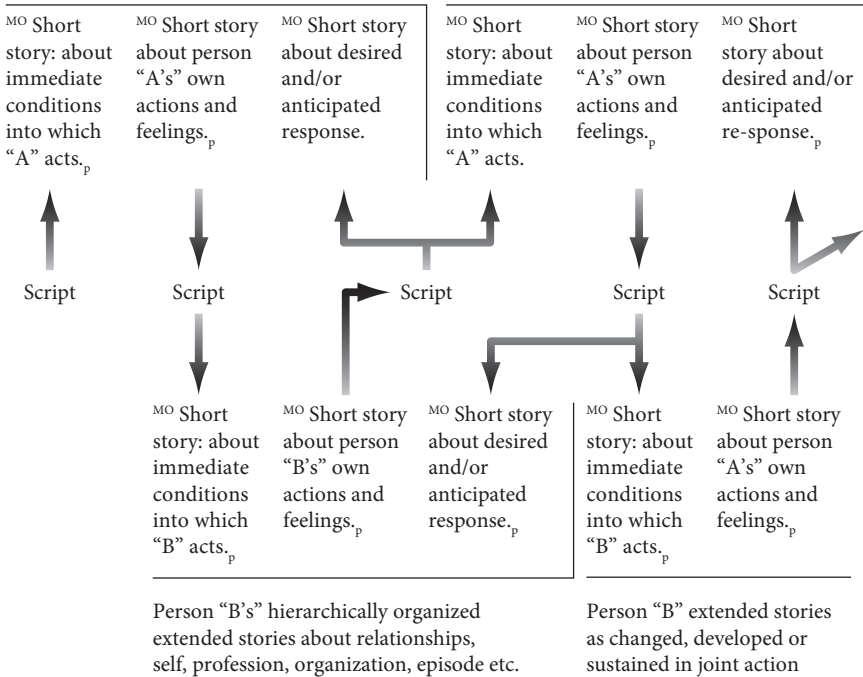 MO Short
story: about
immediate
conditions
into which
“A” acts.p
MO Short story
about person
“A’s” own
actions and
feelings.p
MO Short story
about desired
and/or
anticipated
response.
MO Short
story: about
immediate
conditions
into which
“A” acts.
MO Short story
about person
“A’s” own
actions and
feelings.p
MO Short
story about
desired and/or
anticipated
re-sponse.p
Script
Script
Script
Script
Script
MO Short
story: about
immediate
conditions
into which
“B” acts.p
MO Short story
about person
“B’s” own
actions and
feelings.p
MO Short story
about desired
and/or
anticipated
response.p
MO Short
story: about
immediate
conditions
into which
“B” acts.p
MO Short story
about person
“A’s” own
actions and
feelings.p
Person “B’s” hierarchically organized
extended stories about relationships,
self, profession, organization, episode etc.
Person “B” extended stories
as changed, developed or
sustained in joint action